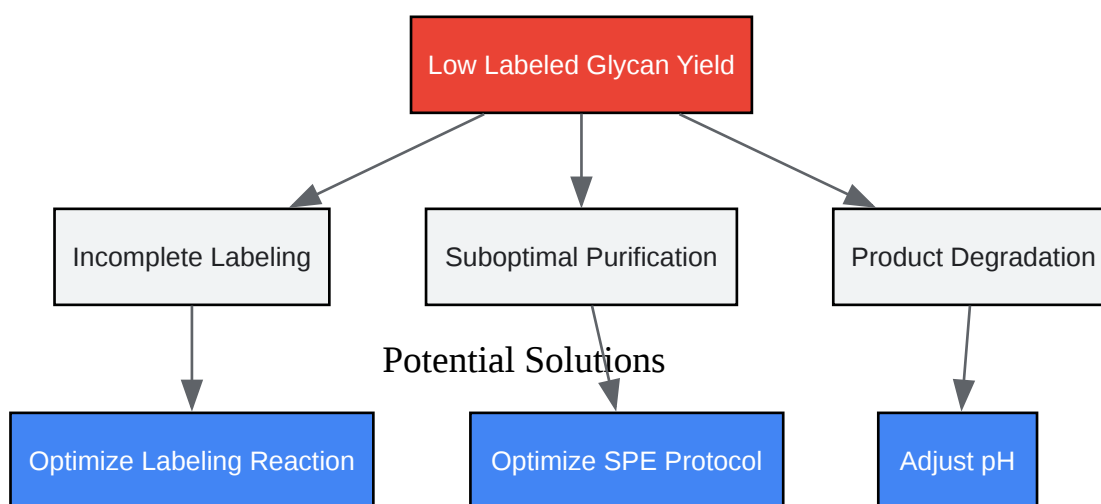 Low Labeled Glycan Yield
Incomplete Labeling
Suboptimal Purification
Product Degradation
Potential Solutions
Optimize Labeling Reaction
Optimize SPE Protocol
Adjust pH